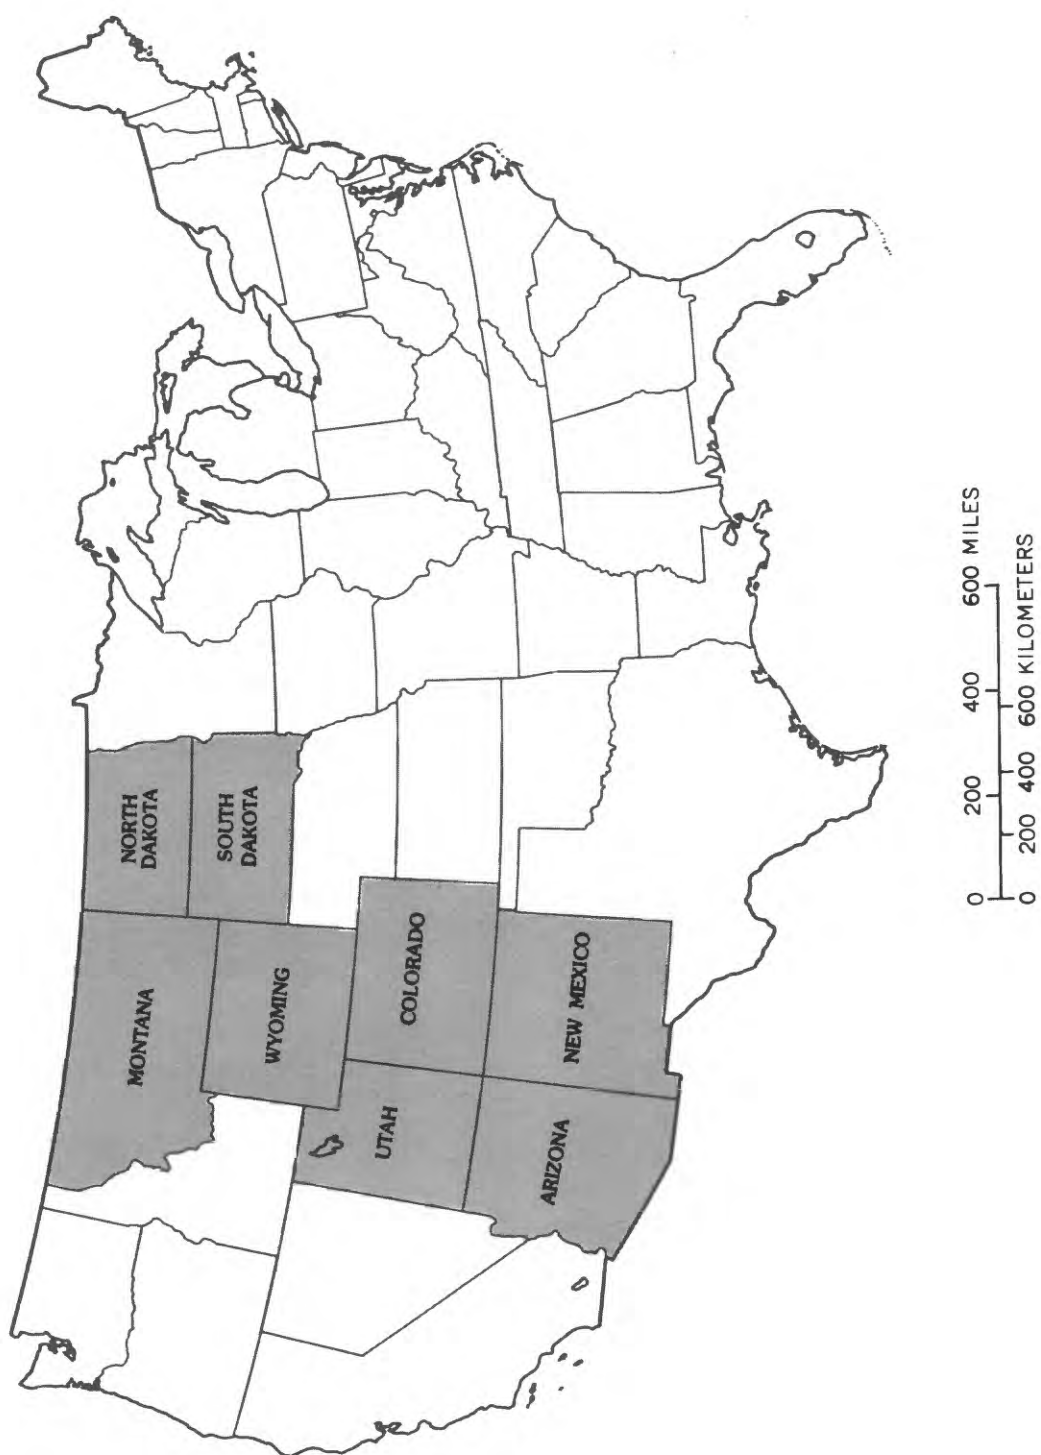 MONTANA
NORTH
DAKOTA
SOUTH
DAKOTA
WYOMING
UTAH
COLORADO
ARIZONA
NEW MEXICO
0 200 400 600 MILES
0 200 400 600 KILOMETERS